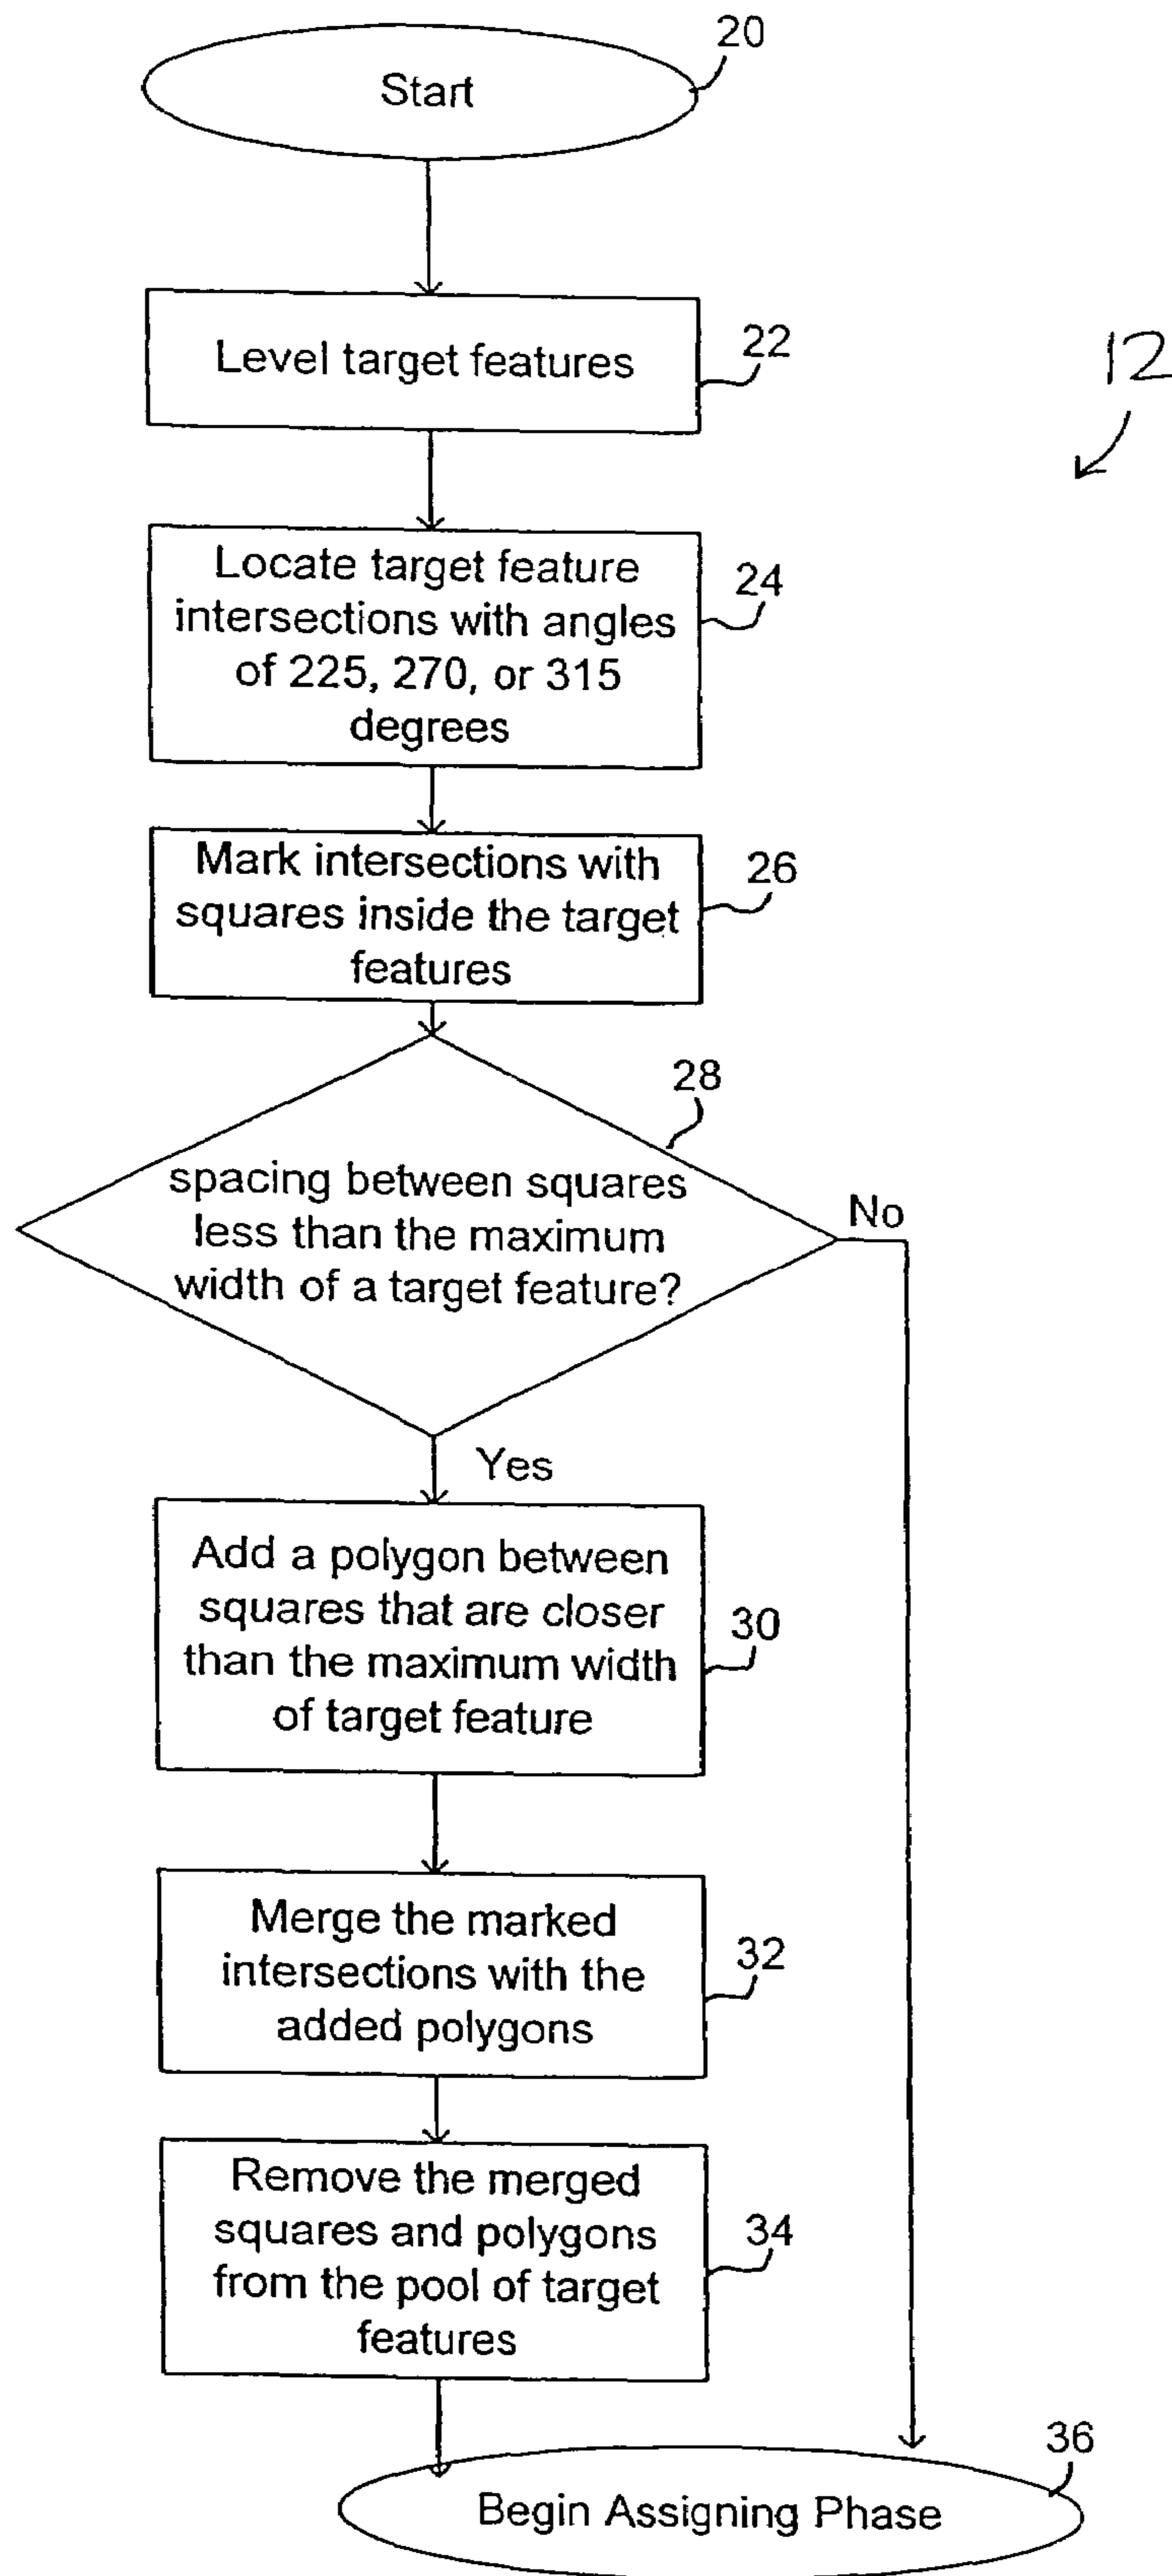 20
Start
Level target features
22
12
Locate target feature
intersections with angles
of 225, 270, or 315
degrees
24
Mark intersections with
squares inside the target
features
26
28
spacing between squares
less than the maximum
width of a target feature?
No
Yes
Add a polygon between
squares that are closer
than the maximum width
of target feature
30
Merge the marked
intersections with the
added polygons
32
Remove the merged
squares and polygons
from the pool of target
features
34
36
Begin Assigning Phase